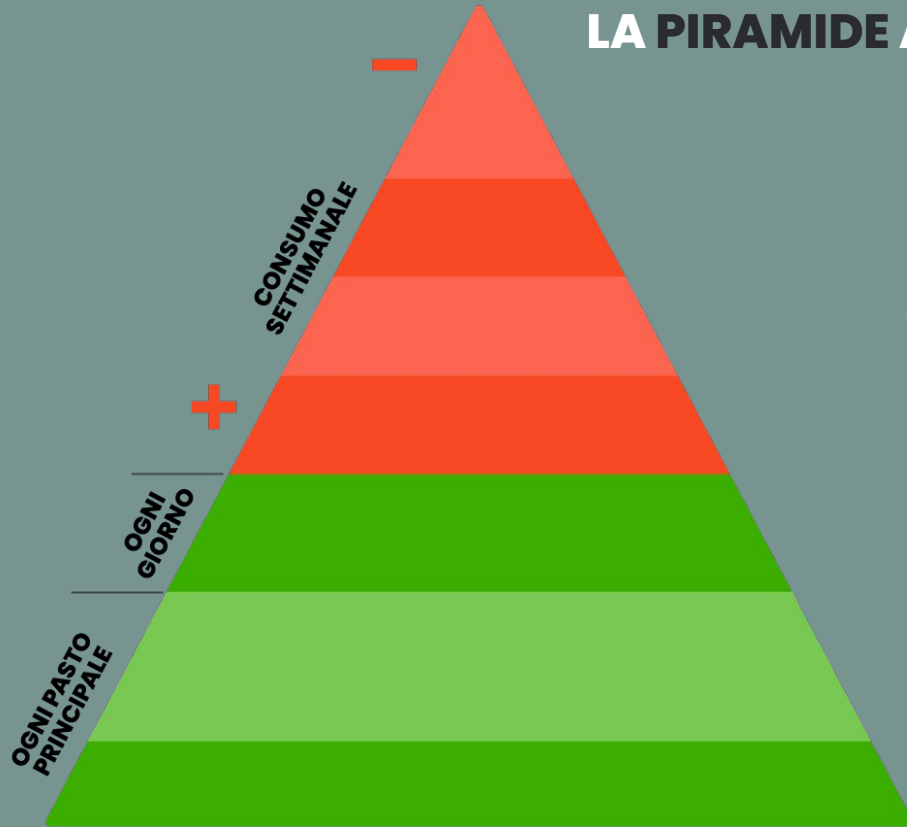 LA PIRAMIDE
−
CONSUMO
SETTIMANALE
+
OGNI
GIORNO
OGNI PASTO
PRINCIPALE